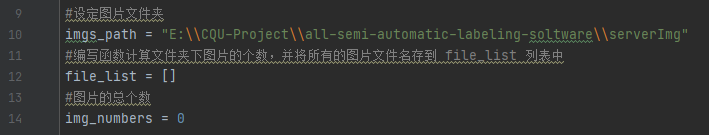 9 #设定图片文件夹
10 imgs_path = "E:\\CQU-Project\\all-semi-automatic-labeling-soltware\\serverImg"
11 #编写函数计算文件夹下图片的个数，并将所有的图片文件名存到 file_list 列表中
12 file_list = []
13 #图片的总个数
14 img_numbers = 0